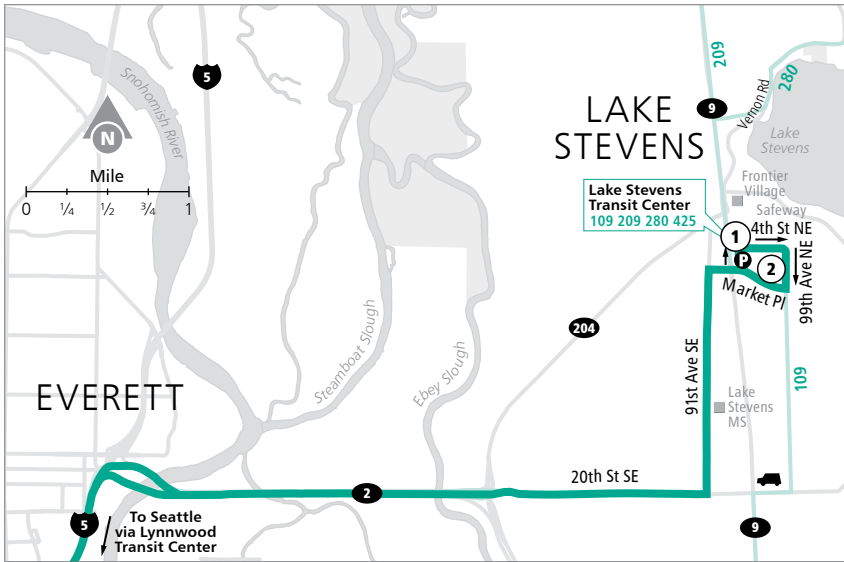 5
Snohomish River
N
Mile
0 ¼ ½ ¾ 1
209
9
Vernon Rd
280
LAKE
STEVENS
Lake
Stevens
Frontier
Village
Safeway
Lake Stevens
Transit Center
109 209 280 425
1
4th St NE
P
2
99th Ave NE
Market Pl
204
Steamboat Slough
Ebey Slough
91st Ave SE
109
Lake
Stevens
MS
EVERETT
20th St SE
2
5
To Seattle
via Lynnwood
Transit Center
9